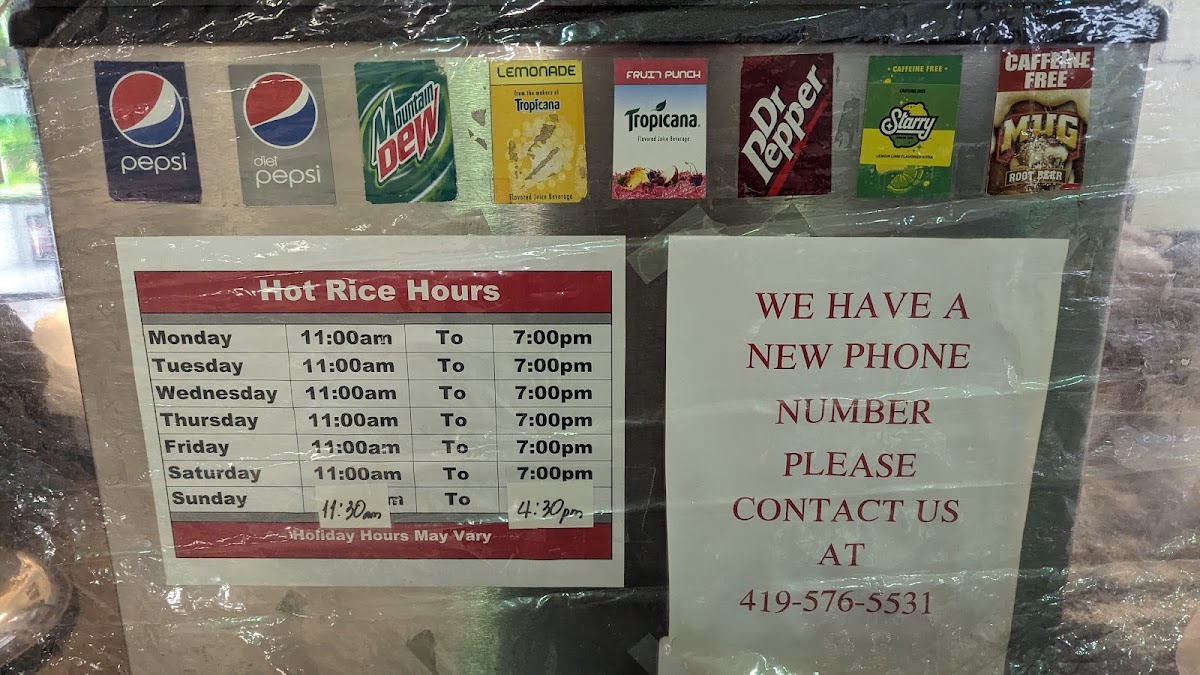 pepsi
diet
pepsi
Mountain
DEW
LEMONADE
from the makers of
Tropicana
Flavored Juice Beverage
FRUIT PUNCH
Tropicana
Flavored Juice Beverage
Dr
Pepper
• CAFFEINE FREE •
CAFFEINE FREE
Starry
LEMON LIME FLAVORED SODA
CAFFEINE
FREE
MUG
ROOT BEER
Hot Rice Hours
Monday 11:00am To 7:00pm
Tuesday 11:00am To 7:00pm
Wednesday 11:00am To 7:00pm
Thursday 11:00am To 7:00pm
Friday 11:00am To 7:00pm
Saturday 11:00am To 7:00pm
Sunday 11:30am To 4:30pm
Holiday Hours May Vary
WE HAVE A
NEW PHONE
NUMBER
PLEASE
CONTACT US
AT
419-576-5531